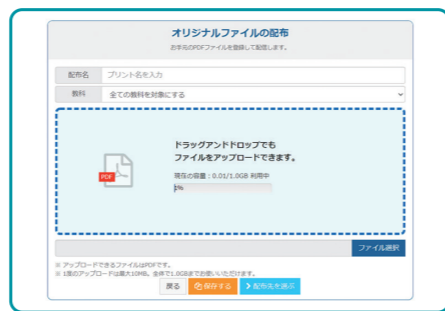 オリジナルファイルの配布
お手元のPDFファイルを登録して配信します。
配布名 プリント名を入力
教科 全ての教科を対象にする
ドラッグアンドドロップでも
ファイルをアップロードできます。
現在の容量：0.01/1.0GB 利用中
1%
PDF
ファイル選択
※ アップロードできるファイルはPDFです。
※ 1度のアップロードは最大10MB。全体で1.0GBまでお使いいただけます。
戻る 保存する 配布先を選ぶ